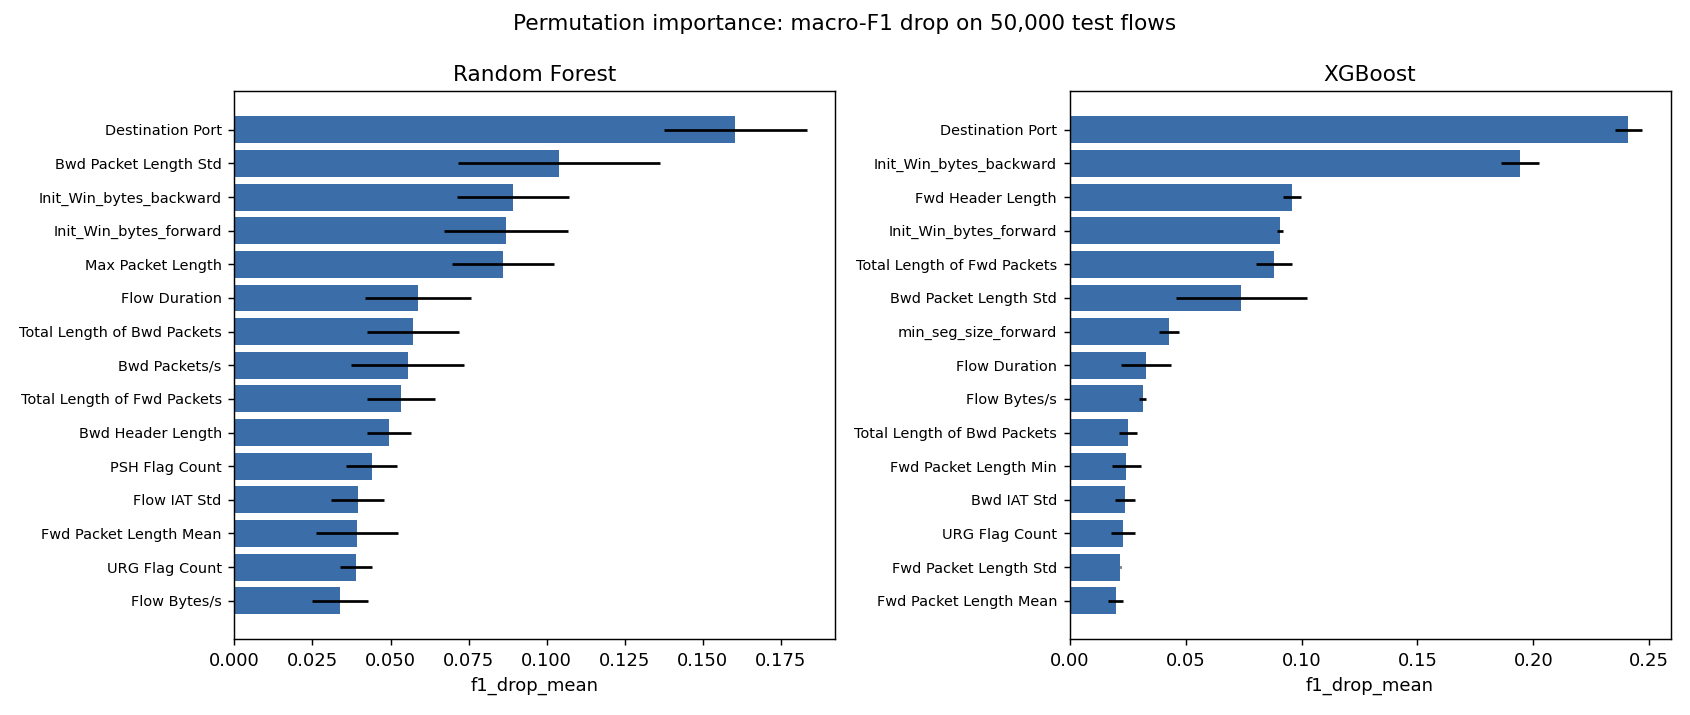 Permutation importance: macro-F1 drop on 50,000 test flows
Random Forest
Destination Port
Bwd Packet Length Std
Init_Win_bytes_backward
Init_Win_bytes_forward
Max Packet Length
Flow Duration
Total Length of Bwd Packets
Bwd Packets/s
Total Length of Fwd Packets
Bwd Header Length
PSH Flag Count
Flow IAT Std
Fwd Packet Length Mean
URG Flag Count
Flow Bytes/s
0.000 0.025 0.050 0.075 0.100 0.125 0.150 0.175
f1_drop_mean
XGBoost
Destination Port
Init_Win_bytes_backward
Fwd Header Length
Init_Win_bytes_forward
Total Length of Fwd Packets
Bwd Packet Length Std
min_seg_size_forward
Flow Duration
Flow Bytes/s
Total Length of Bwd Packets
Fwd Packet Length Min
Bwd IAT Std
URG Flag Count
Fwd Packet Length Std
Fwd Packet Length Mean
0.00 0.05 0.10 0.15 0.20 0.25
f1_drop_mean